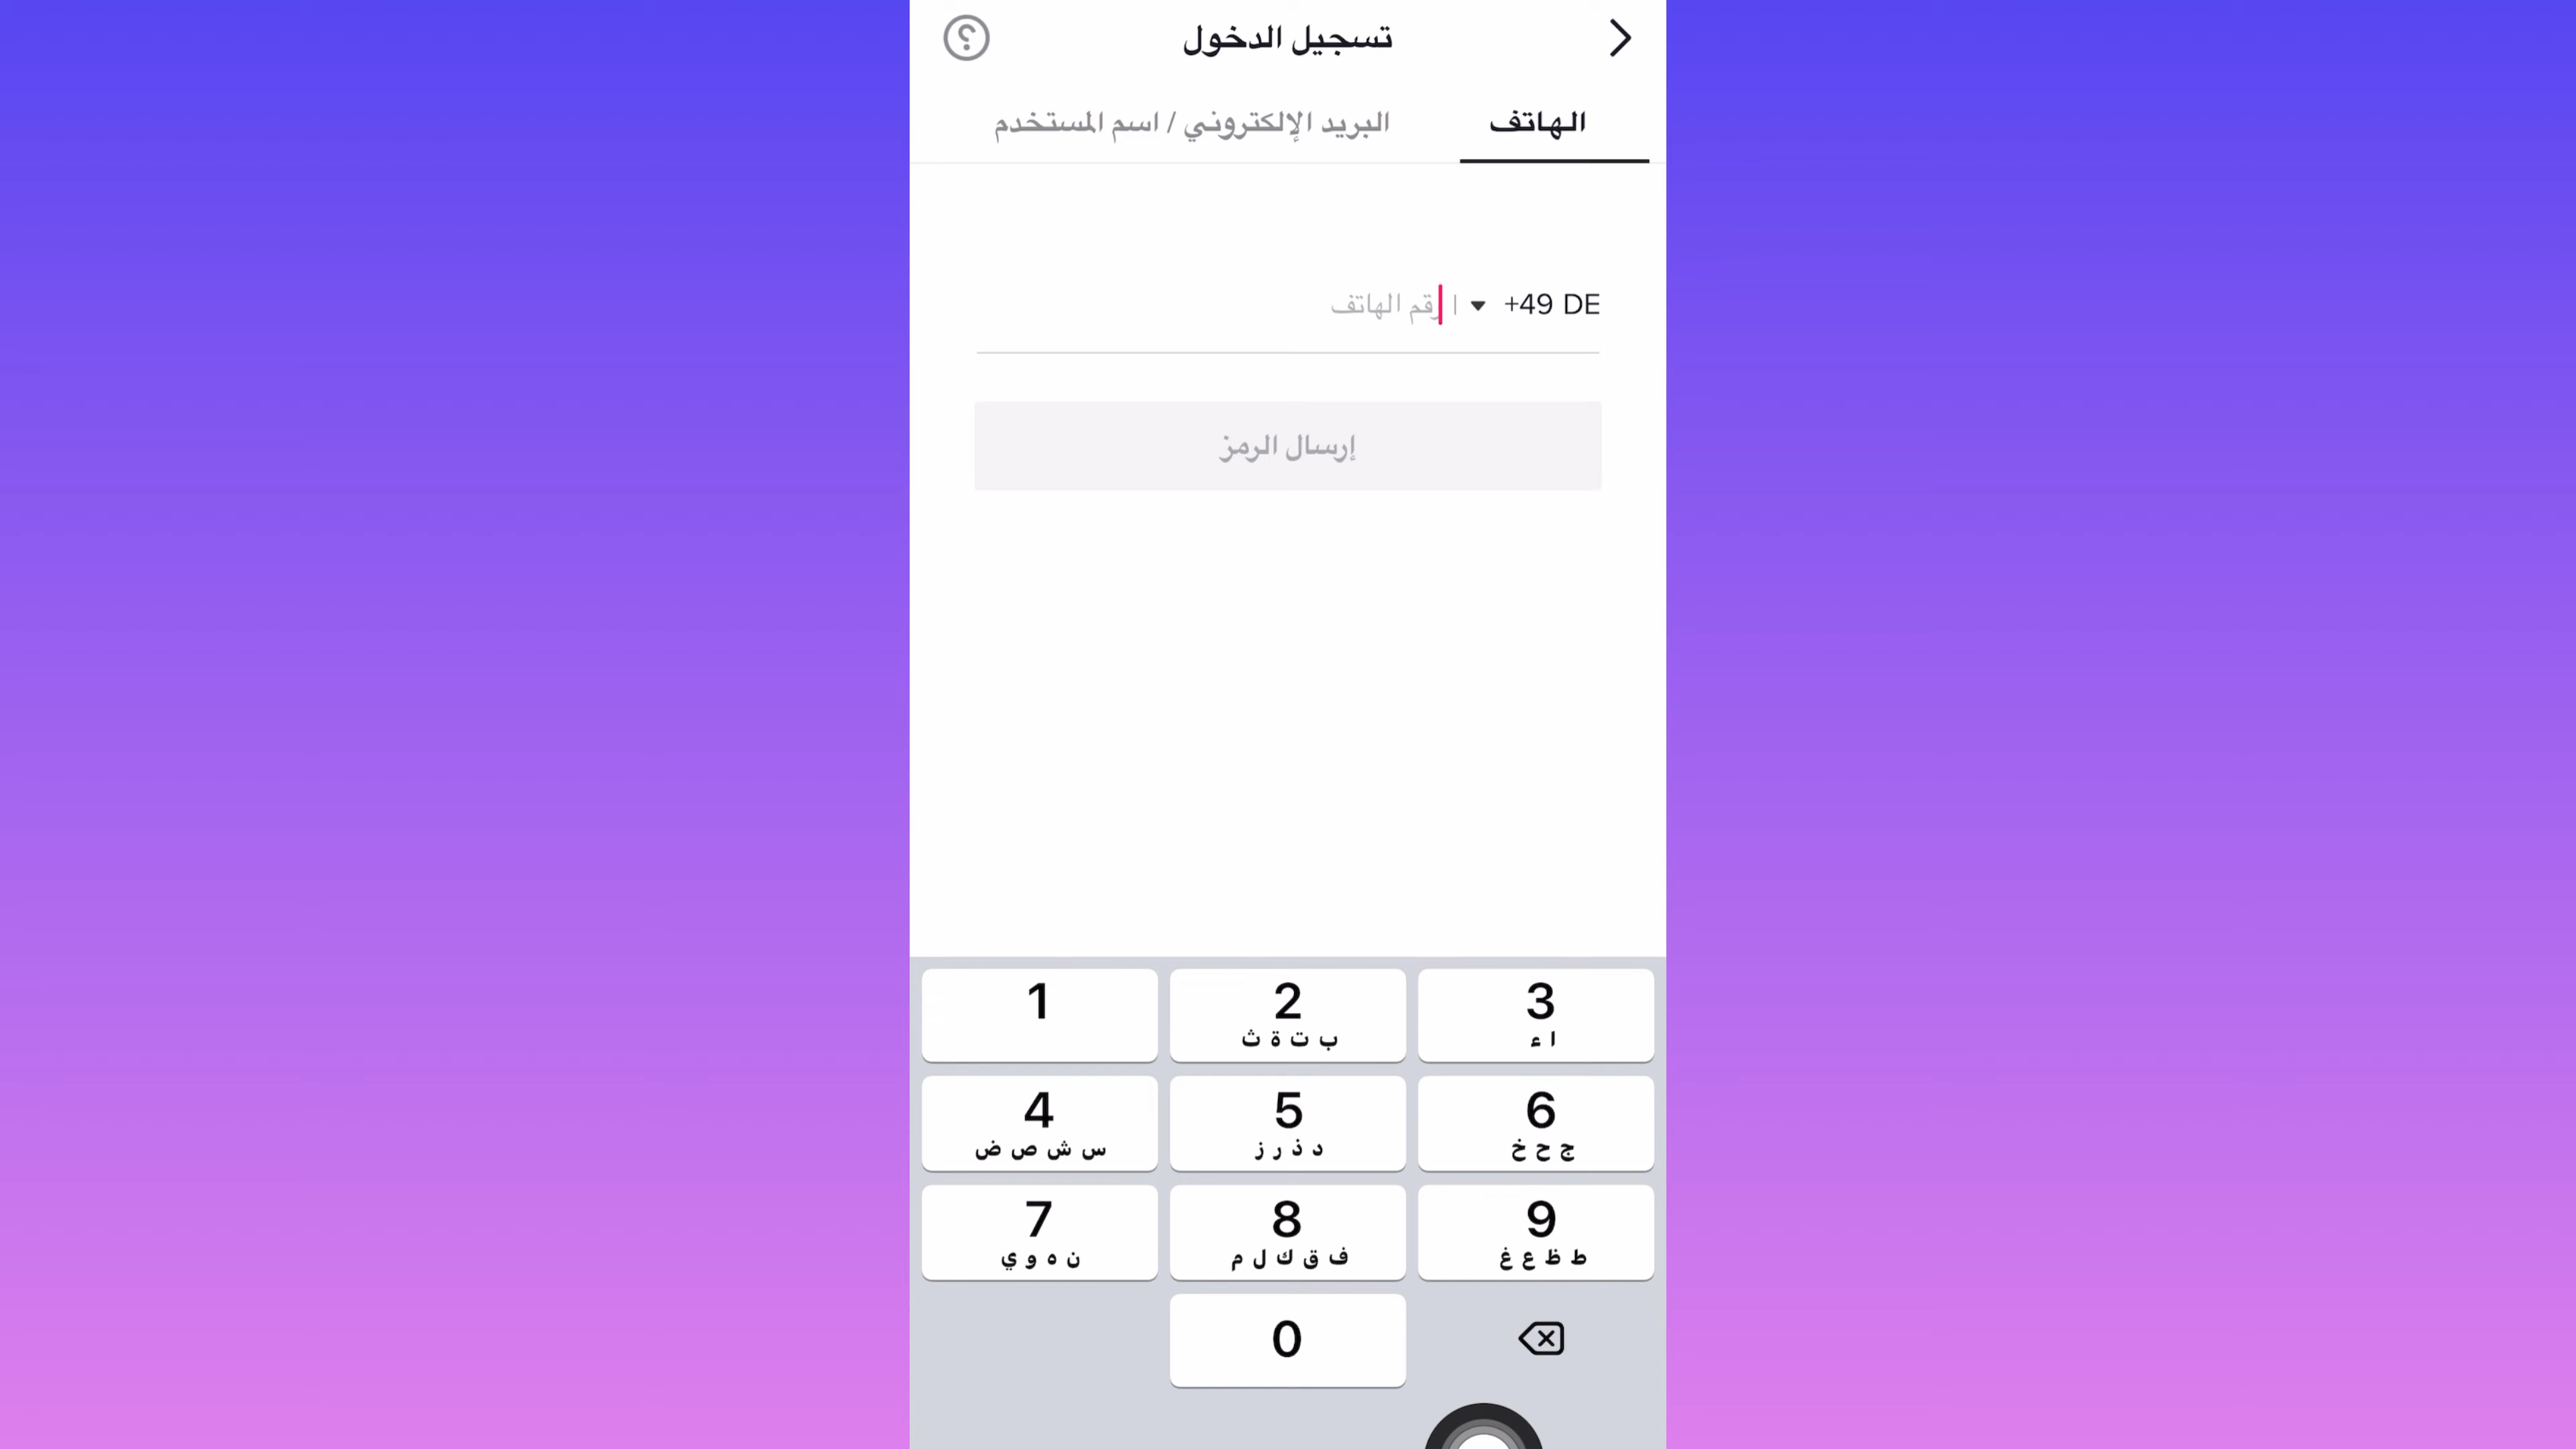 تسجيل الدخول
الهاتف
البريد الإلكتروني / اسم المستخدم
+49 DE
رقم الهاتف
إرسال الرمز
1
2
ب ت ة ث
3
ا ء
4
س ش ص ض
5
د ذ ر ز
6
ج ح خ
7
ن ه و ي
8
ف ق ك ل م
9
ط ظ ع غ
0